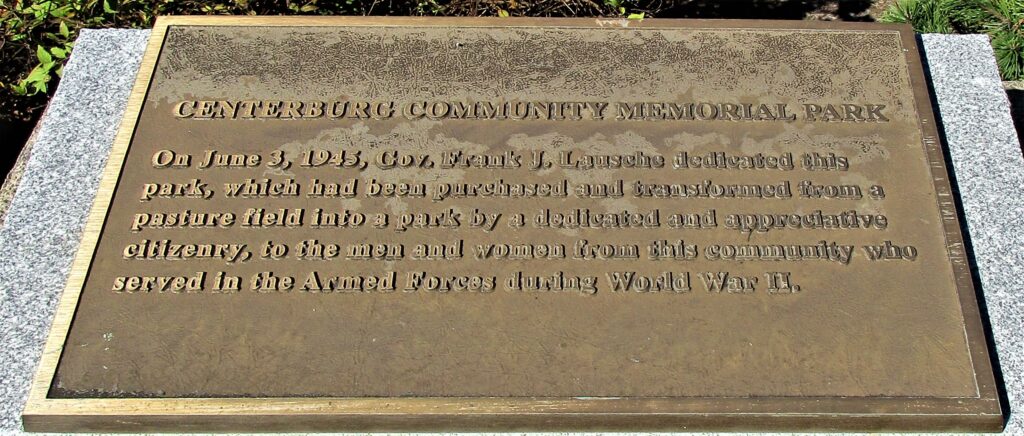 CENTERBURG COMMUNITY MEMORIAL PARK
On June 3, 1945, Gov. Frank J. Lausche dedicated this
park, which had been purchased and transformed from a
pasture field into a park by a dedicated and appreciative
citizenry, to the men and women from this community who
served in the Armed Forces during World War II.